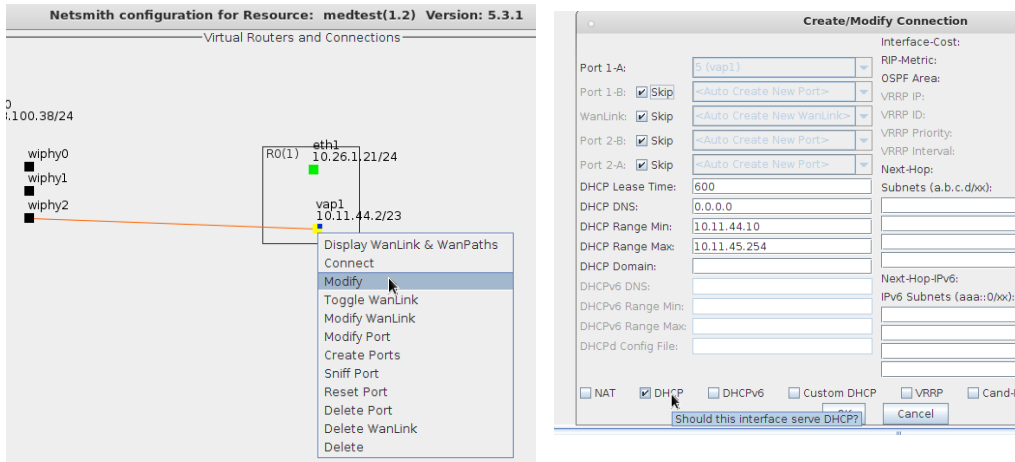 Netsmith configuration for Resource:  medtest(1.2)  Version: 5.3.1
Virtual Routers and Connections
0
.100.38/24
wiphy0
wiphy1
wiphy2
R0(1)
eth1
10.26.1.21/24
vap1
10.11.44.2/23
Display WanLink & WanPaths
Connect
Modify
Toggle WanLink
Modify WanLink
Modify Port
Create Ports
Sniff Port
Reset Port
Delete Port
Delete WanLink
Delete
Create/Modify Connection
Port 1-A: 5 (vap1)
Port 1-B: Skip <Auto Create New Port>
WanLink: Skip <Auto Create New WanLink>
Port 2-B: Skip <Auto Create New Port>
Port 2-A: Skip <Auto Create New Port>
DHCP Lease Time: 600
DHCP DNS: 0.0.0.0
DHCP Range Min: 10.11.44.10
DHCP Range Max: 10.11.45.254
DHCP Domain:
DHCPv6 DNS:
DHCPv6 Range Min:
DHCPv6 Range Max:
DHCPd Config File:
Interface-Cost:
RIP-Metric:
OSPF Area:
VRRP IP:
VRRP ID:
VRRP Priority:
VRRP Interval:
Next-Hop:
Subnets (a.b.c.d/xx):
Next-Hop-IPv6:
IPv6 Subnets (aaa::0/xx):
NAT DHCP DHCPv6 Custom DHCP VRRP Cand-
Cancel
Should this interface serve DHCP?